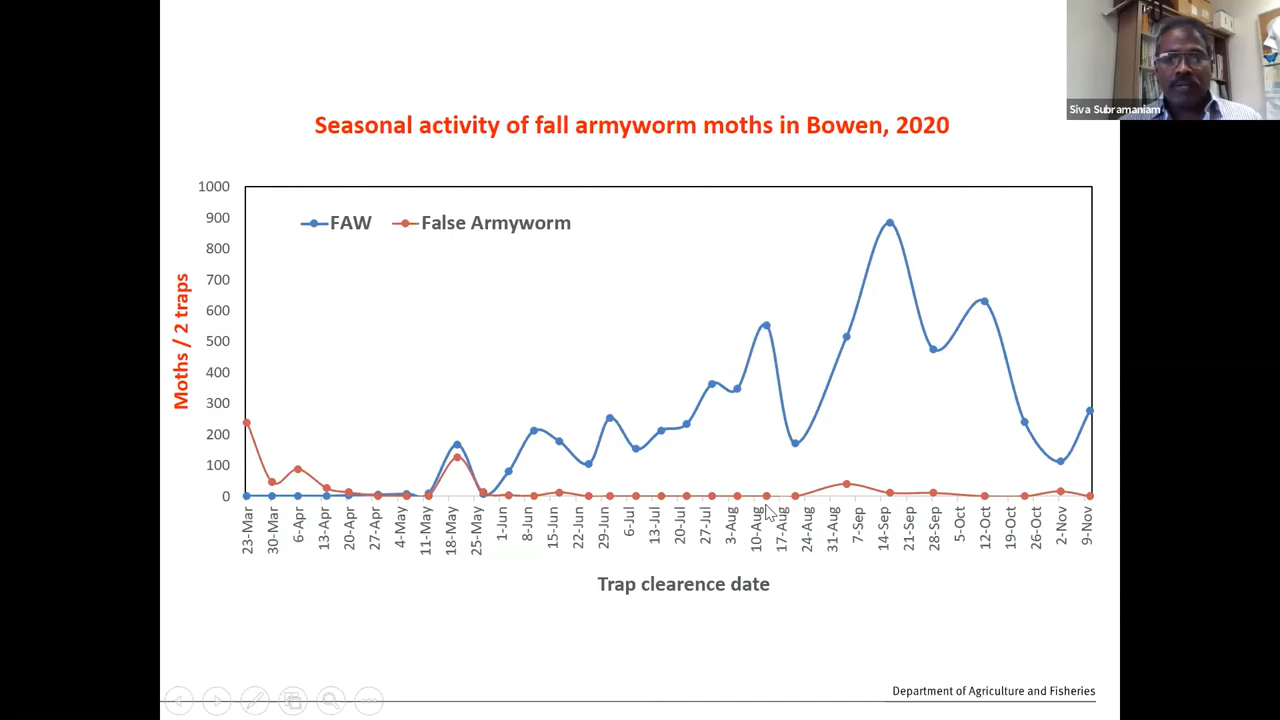 Siva Subramaniam
Seasonal activity of fall armyworm moths in Bowen, 2020
FAW
False Armyworm
Moths / 2 traps
1000
900
800
700
600
500
400
300
200
100
0
23-Mar
30-Mar
6-Apr
13-Apr
20-Apr
27-Apr
4-May
11-May
18-May
25-May
1-Jun
8-Jun
15-Jun
22-Jun
29-Jun
6-Jul
13-Jul
20-Jul
27-Jul
3-Aug
10-Aug
17-Aug
24-Aug
31-Aug
7-Sep
14-Sep
21-Sep
28-Sep
5-Oct
12-Oct
19-Oct
26-Oct
2-Nov
9-Nov
Trap clearence date
Department of Agriculture and Fisheries